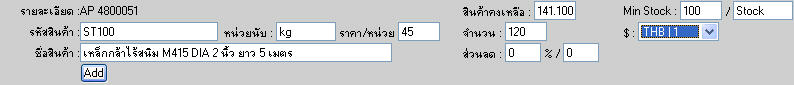 รายละเอียด :AP 4800051 สินค้าคงเหลือ : 141.100 Min Stock : 100 / Stock
รหัสสินค้า : ST100 หน่วยนับ : kg ราคา/หน่วย 45 จำนวน : 120 $ : THB | 1
ชื่อสินค้า : เหล็กกล้าไร้สนิม M415 DIA 2 นิ้ว ยาว 5 เมตร ส่วนลด : 0 % / 0
Add